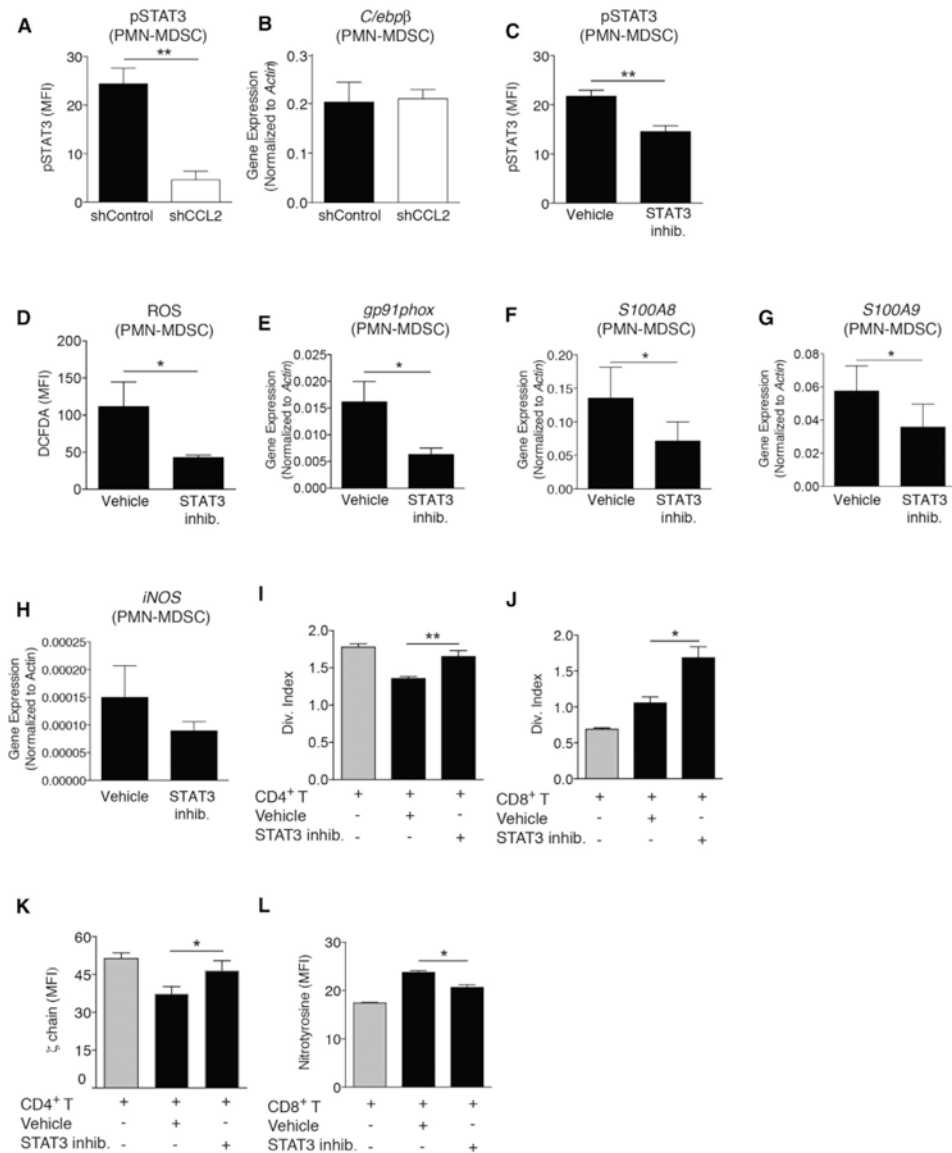 A
pSTAT3
(PMN-MDSC)
**
pSTAT3 (MFI)
30
20
10
0
shControl shCCL2
B
C/ebpβ
(PMN-MDSC)
Gene Expression
(Normalized to Actin)
0.3
0.2
0.1
0.0
shControl shCCL2
C
pSTAT3
(PMN-MDSC)
**
pSTAT3 (MFI)
30
20
10
0
Vehicle STAT3
inhib.
D
ROS
(PMN-MDSC)
*
DCFDA (MFI)
200
150
100
50
0
Vehicle STAT3
inhib.
E
gp91phox
(PMN-MDSC)
*
Gene Expression
(Normalized to Actin)
0.025
0.020
0.015
0.010
0.005
0.000
Vehicle STAT3
inhib.
F
S100A8
(PMN-MDSC)
*
Gene Expression
(Normalized to Actin)
0.20
0.15
0.10
0.05
0.00
Vehicle STAT3
inhib.
G
S100A9
(PMN-MDSC)
*
Gene Expression
(Normalized to Actin)
0.08
0.06
0.04
0.02
0.00
Vehicle STAT3
inhib.
H
iNOS
(PMN-MDSC)
Gene Expression
(Normalized to Actin)
0.00025
0.00020
0.00015
0.00010
0.00005
0.00000
Vehicle STAT3
inhib.
I
**
Div. Index
2.0
1.5
1.0
0.5
0.0
CD4+ T + + +
Vehicle - + -
STAT3 inhib. - - +
J
*
Div. Index
2.0
1.5
1.0
0.5
0.0
CD8+ T + + +
Vehicle - + -
STAT3 inhib. - - +
K
*
ζ chain (MFI)
60
45
30
15
0
CD4+ T + + +
Vehicle - + -
STAT3 inhib. - - +
L
*
Nitrotyrosine (MFI)
30
20
10
0
CD8+ T + + +
Vehicle - + -
STAT3 inhib. - - +